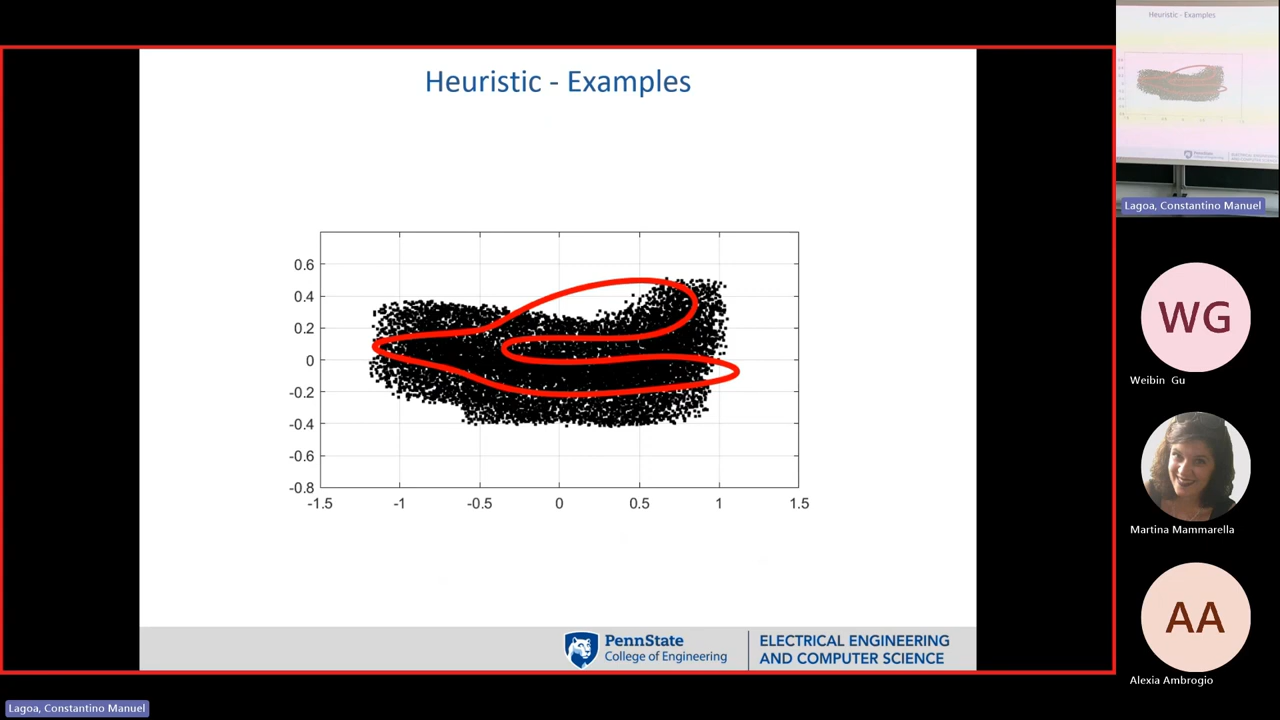 Heuristic - Examples
0.6
0.4
0.2
0
-0.2
-0.4
-0.6
-0.8
-1.5 -1 -0.5 0 0.5 1 1.5
PennState
College of Engineering
ELECTRICAL ENGINEERING
AND COMPUTER SCIENCE
Lagoa, Constantino Manuel
Heuristic - Examples
PennState
Lagoa, Constantino Manuel
WG
Weibin Gu
Martina Mammarella
AA
Alexia Ambrogio